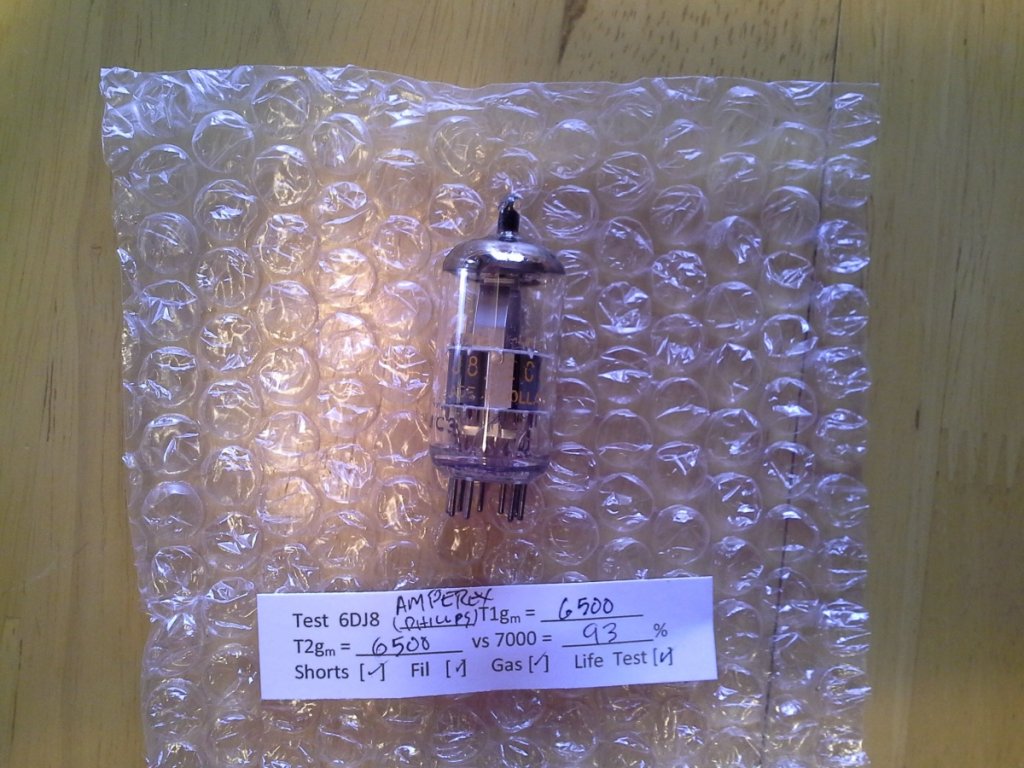 AMPEREX
Test 6DJ8 (PHILLIPS) T1gm = 6500
T2gm = 6500 vs 7000 = 93 %
Shorts [✓] Fil [✓] Gas [✓] Life Test [✓]